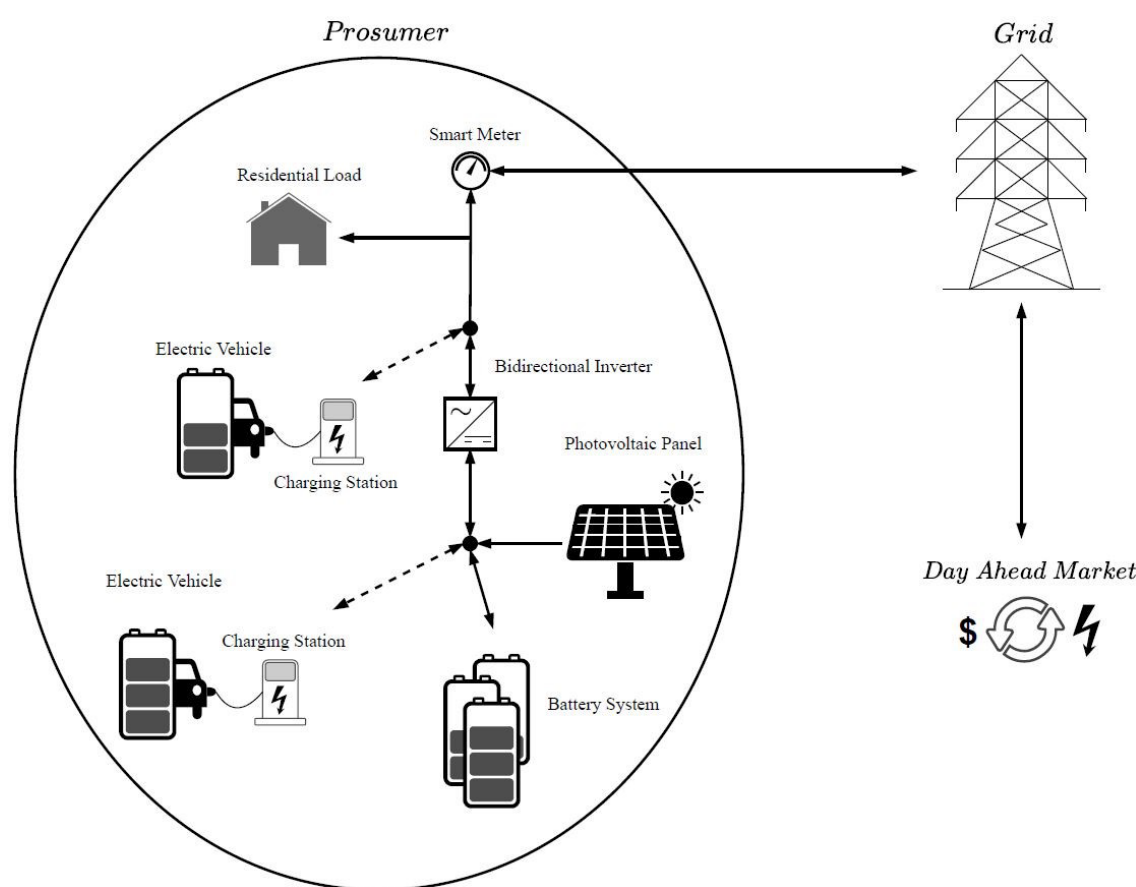 Prosumer
Grid
Smart Meter
Residential Load
Electric Vehicle
Bidirectional Inverter
Photovoltaic Panel
Charging Station
Day Ahead Market
$
Electric Vehicle
Charging Station
Battery System